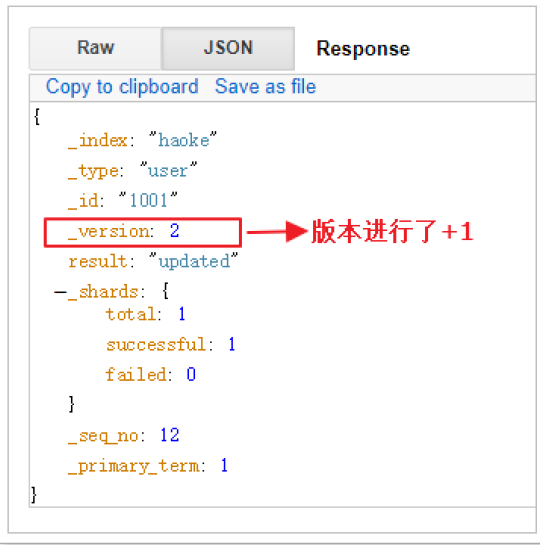 Raw JSON Response
Copy to clipboard Save as file
{
_index: "haoke"
_type: "user"
_id: "1001"
_version: 2 版本进行了+1
result: "updated"
–_shards: {
total: 1
successful: 1
failed: 0
}
_seq_no: 12
_primary_term: 1
}